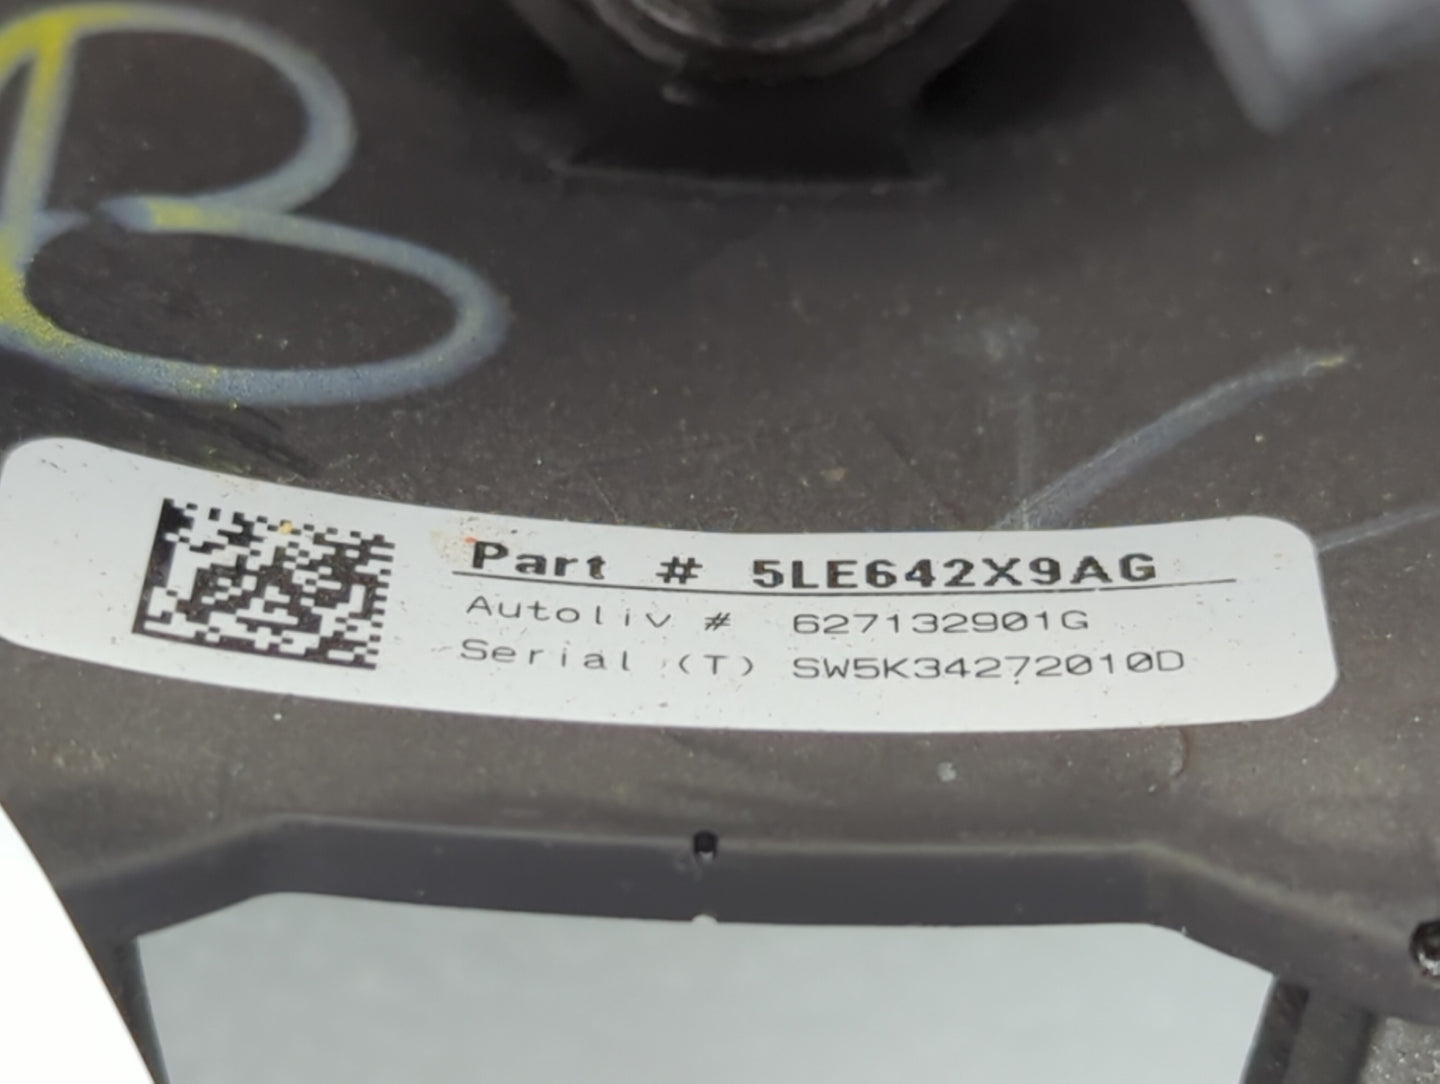 B
Part # 5LE642X9AG
Autoliv # 627132901G
Serial (T) SW5K34272010D